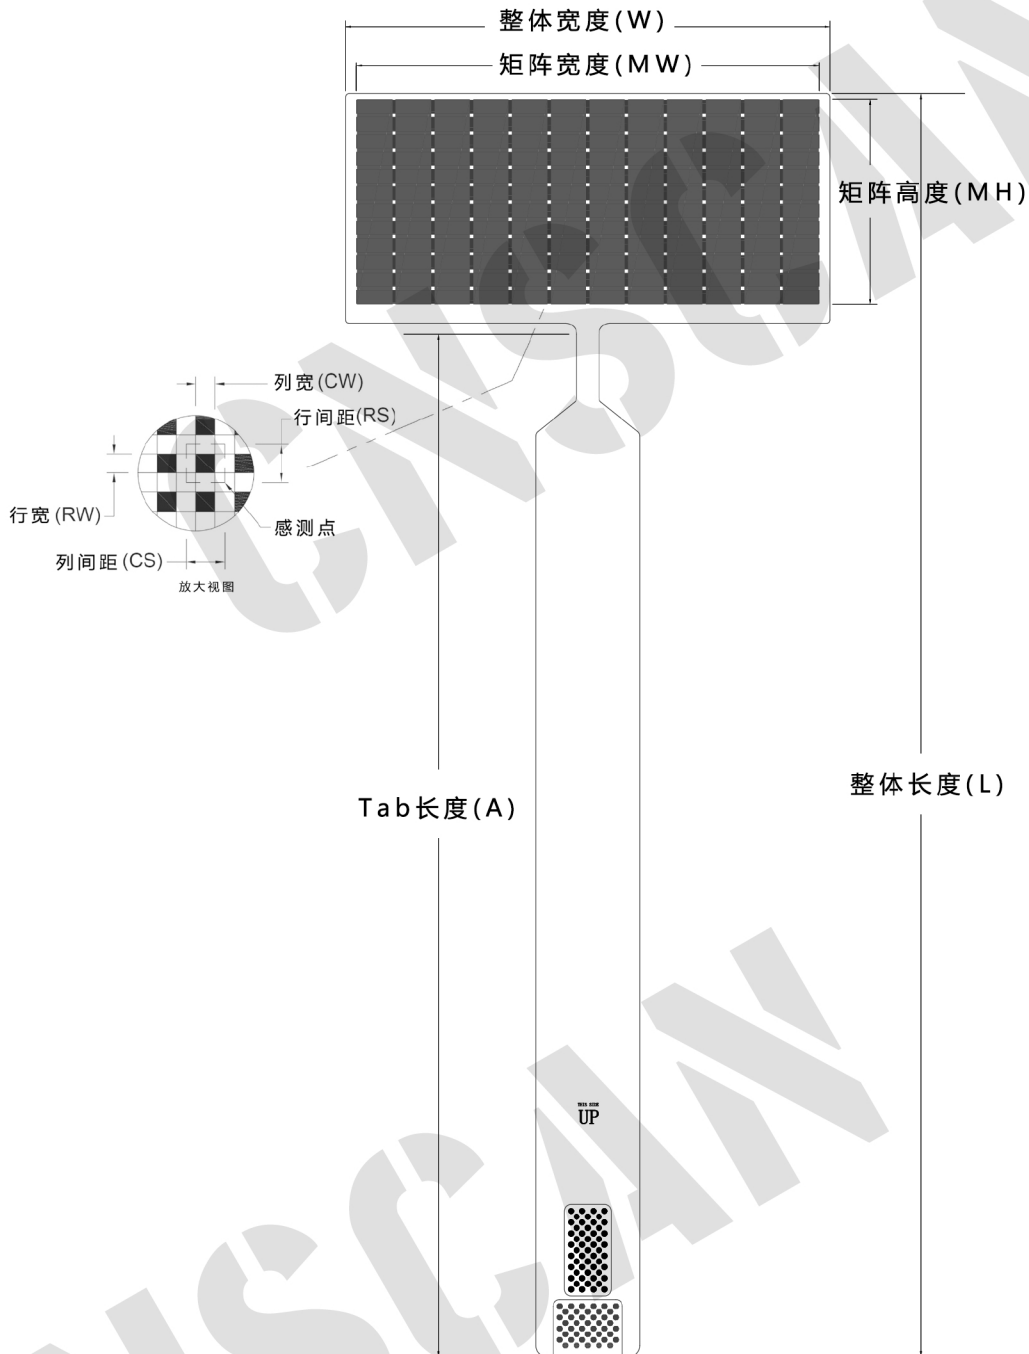 整体宽度(W)
矩阵宽度(MW)
矩阵高度(MH)
列宽(CW)
行间距(RS)
行宽(RW)
感测点
列间距(CS)
放大视图
Tab长度(A)
整体长度(L)
THIS SIDE
UP
CNSCAN
CNSCAN